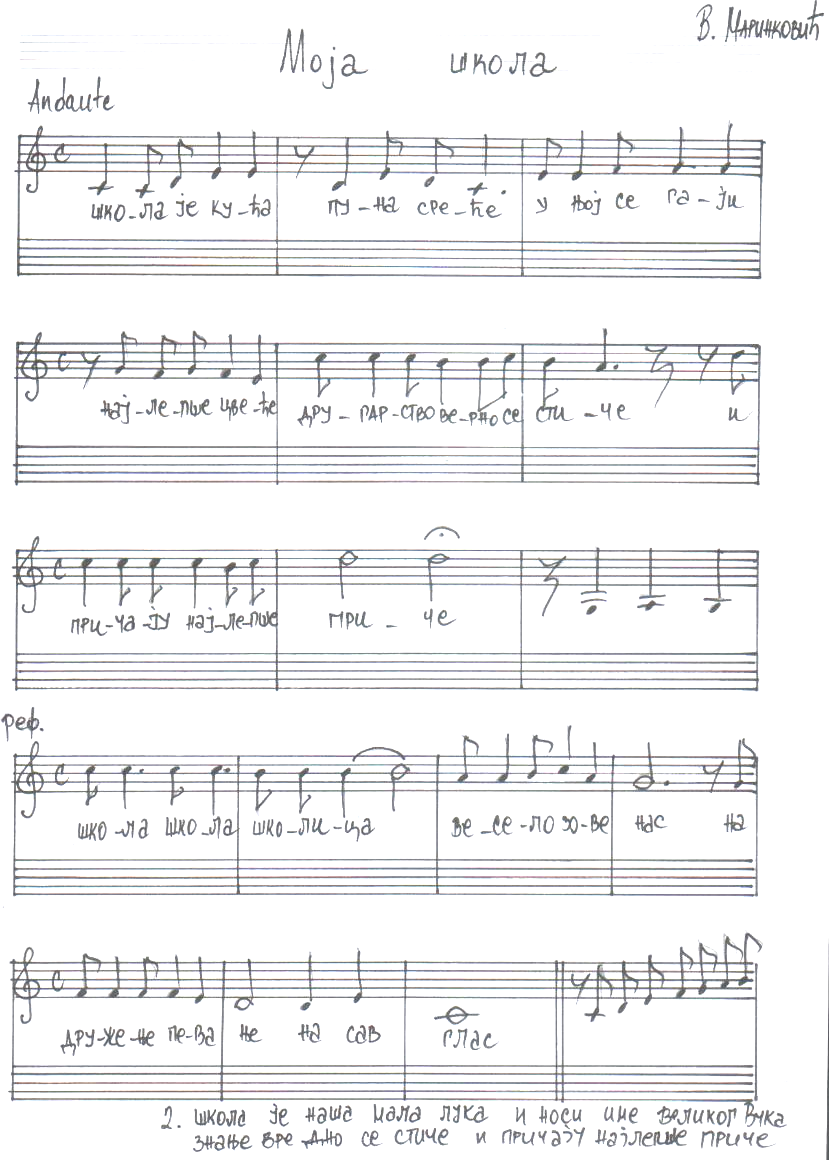 В. Маринковић
Моја школа
Andante
шко-ла је ку-ћа пу-на сре-ће у њој се га-ји
нај-ле-пше цве-ће дру-гар-ство ве-рно се сти-че и
при-ча-ју нај-ле-пше при-че
реф.
шко-ла шко-ла шко-ли-ца ве-се-ло зо-ве нас на
дру-же-ње пе-ва ње на сав глас
2. школа је наша мала лука и носи име великог Вука
знање вредно се стиче и причају најлепше приче